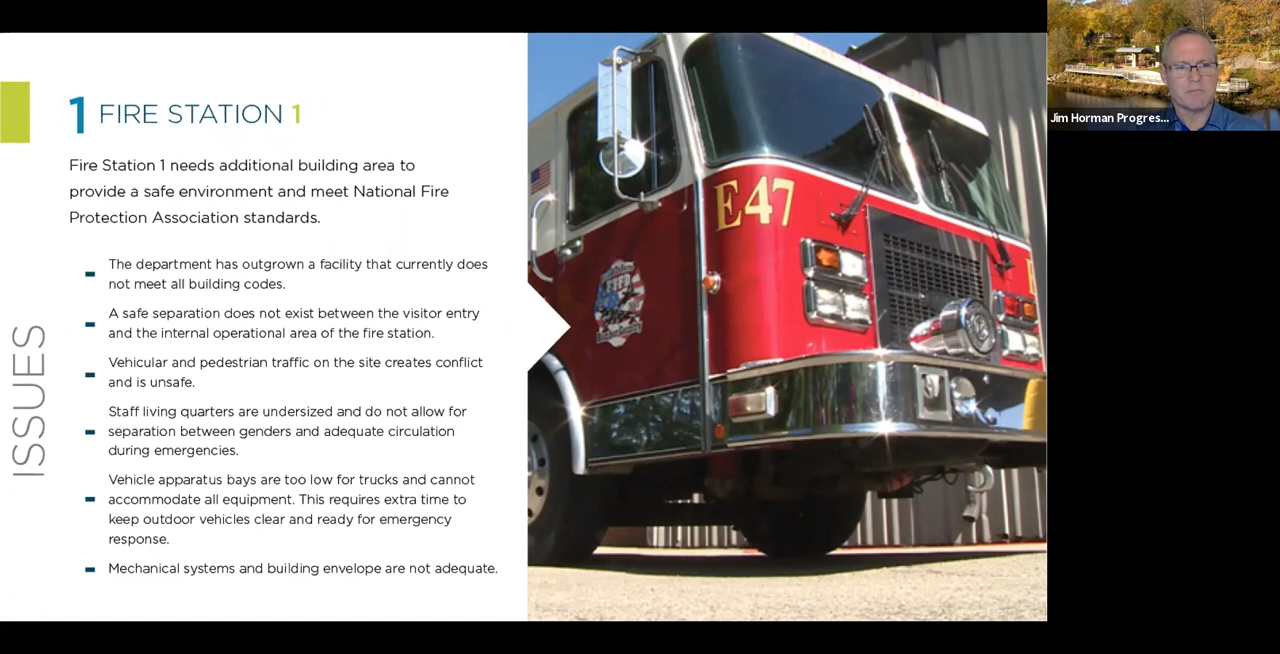 1 FIRE STATION 1
Fire Station 1 needs additional building area to
provide a safe environment and meet National Fire
Protection Association standards.
The department has outgrown a facility that currently does
not meet all building codes.
A safe separation does not exist between the visitor entry
and the internal operational area of the fire station.
Vehicular and pedestrian traffic on the site creates conflict
and is unsafe.
Staff living quarters are undersized and do not allow for
separation between genders and adequate circulation
during emergencies.
Vehicle apparatus bays are too low for trucks and cannot
accommodate all equipment. This requires extra time to
keep outdoor vehicles clear and ready for emergency
response.
Mechanical systems and building envelope are not adequate.
ISSUES
E47
Jim Horman Progres...